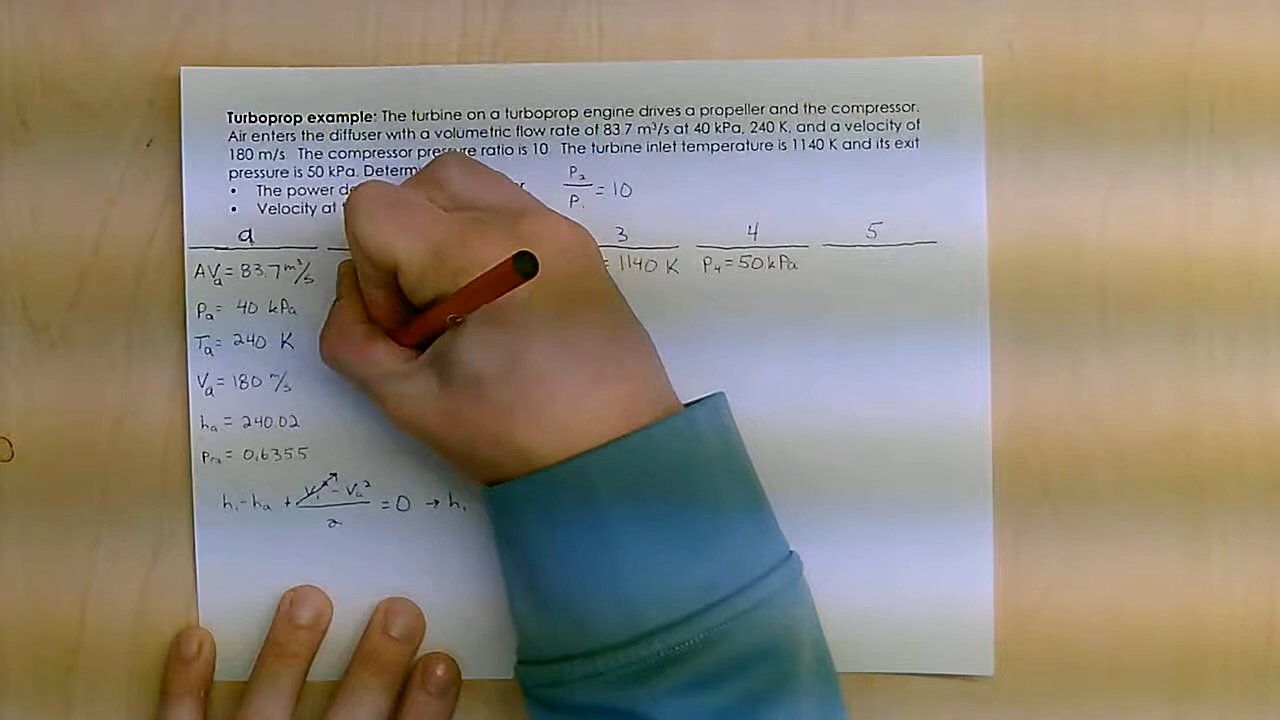 Turboprop example: The turbine on a turboprop engine drives a propeller and the compressor.
Air enters the diffuser with a volumetric flow rate of 83.7 m³/s at 40 kPa, 240 K, and a velocity of
180 m/s. The compressor pressure ratio is 10. The turbine inlet temperature is 1140 K and its exit
pressure is 50 kPa.
• The power
• Velocity at
P₂/P₁ = 10
a 3 4 5
AVₐ = 83.7 m³/s = 1140 K P₄ = 50 kPa
Pₐ = 40 kPa
Tₐ = 240 K
Vₐ = 180 m/s
hₐ = 240.02
Pᵣₐ = 0.6355
h₁ - hₐ + (V₁² - Vₐ²)/2 = 0 → h₁